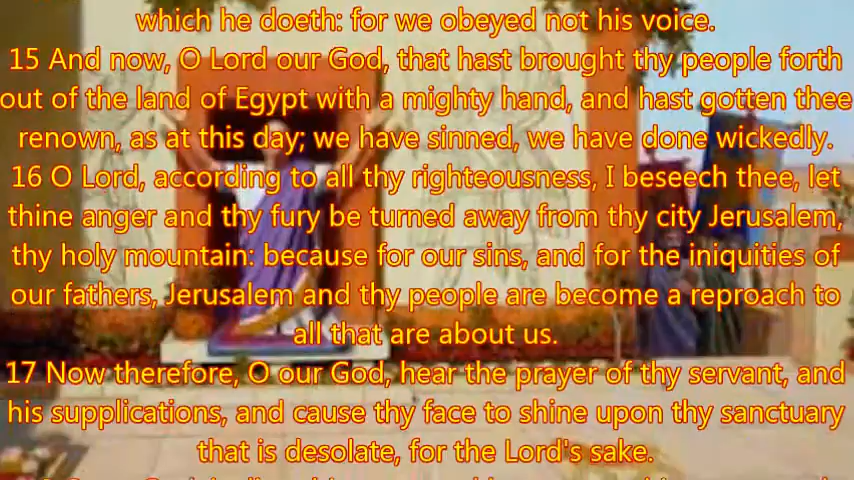 which he doeth: for we obeyed not his voice.
15 And now, O Lord our God, that hast brought thy people forth
out of the land of Egypt with a mighty hand, and hast gotten thee
renown, as at this day; we have sinned, we have done wickedly.
16 O Lord, according to all thy righteousness, I beseech thee, let
thine anger and thy fury be turned away from thy city Jerusalem,
thy holy mountain: because for our sins, and for the iniquities of
our fathers, Jerusalem and thy people are become a reproach to
all that are about us.
17 Now therefore, O our God, hear the prayer of thy servant, and
his supplications, and cause thy face to shine upon thy sanctuary
that is desolate, for the Lord's sake.